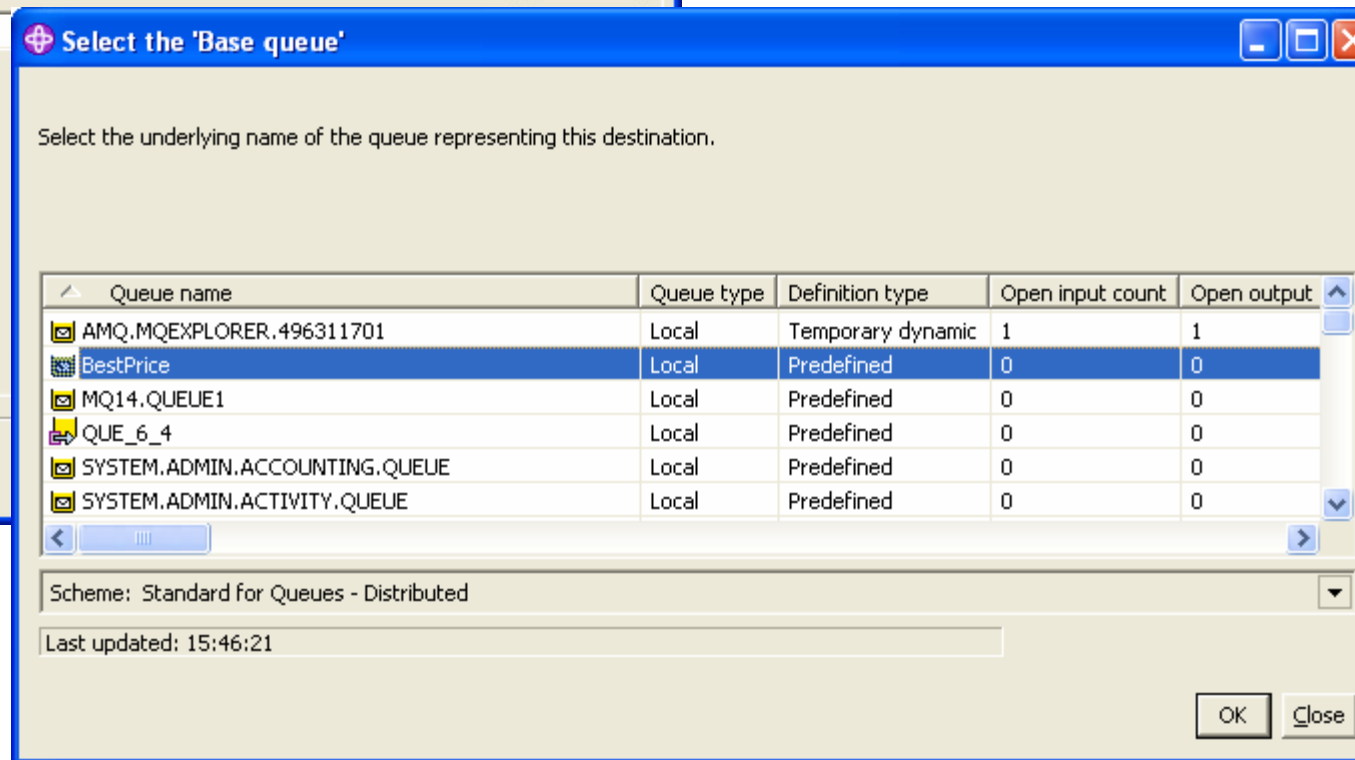 Select the 'Base queue'
Select the underlying name of the queue representing this destination.
Queue name Queue type Definition type Open input count Open output
AMQ.MQEXPLORER.496311701 Local Temporary dynamic 1 1
BestPrice Local Predefined 0 0
MQ14.QUEUE1 Local Predefined 0 0
QUE_6_4 Local Predefined 0 0
SYSTEM.ADMIN.ACCOUNTING.QUEUE Local Predefined 0 0
SYSTEM.ADMIN.ACTIVITY.QUEUE Local Predefined 0 0
Scheme: Standard for Queues - Distributed
Last updated: 15:46:21
OK Close